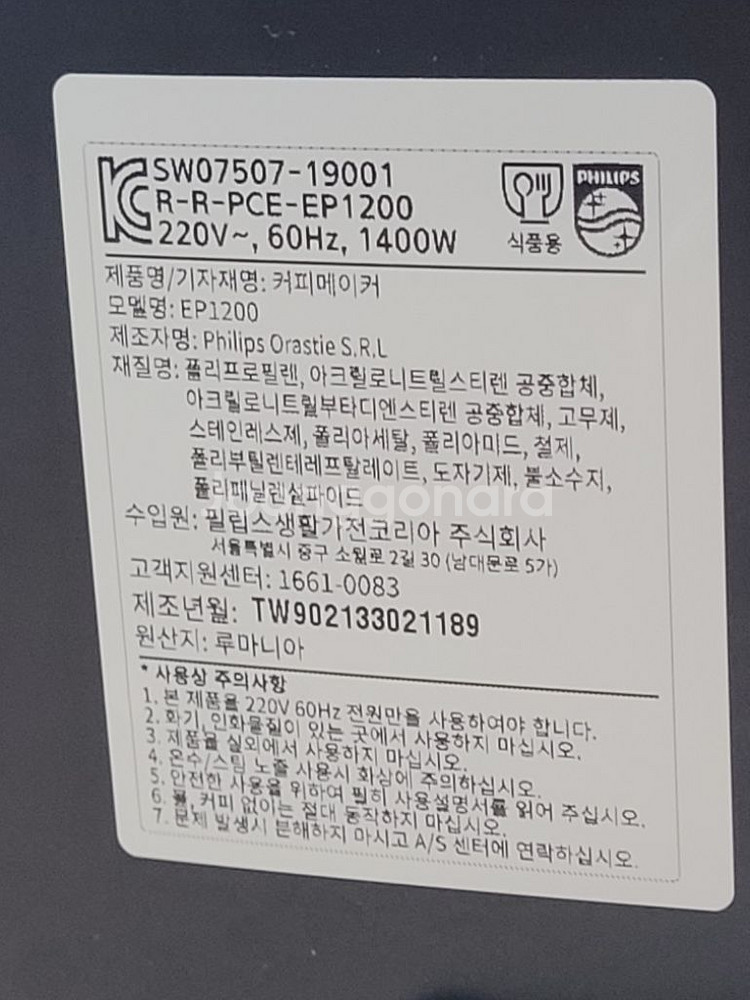 SW07507-19001
R-R-PCE-EP1200
220V~, 60Hz, 1400W
식품용
PHILIPS
제품명/기자재명: 커피메이커
모델명: EP1200
제조자명: Philips Orastie S.R.L
재질명: 폴리프로필렌, 아크릴로니트릴스티렌 공중합체,
아크릴로니트릴부타디엔스티렌 공중합체, 고무제,
스테인레스제, 폴리아세탈, 폴리아미드, 철제,
폴리부틸렌테레프탈레이트, 도자기제, 불소수지,
폴리페닐렌설파이드
수입원: 필립스생활가전코리아 주식회사
서울특별시 중구 소월로 2길 30 (남대문로 5가)
고객지원센터: 1661-0083
제조년월: TW902133021189
원산지: 루마니아
* 사용상 주의사항
1. 본 제품을 220V 60Hz 전원만을 사용하여야 합니다.
2. 화기, 인화물질이 있는 곳에서 사용하지 마십시오.
3. 제품을 실외에서 사용하지 마십시오.
4. 온수/스팀 노출 사용시 화상에 주의하십시오.
5. 안전한 사용을 위하여 필히 사용설명서를 읽어 주십시오.
6. 물, 커피 없이는 절대 동작하지 마십시오.
7. 문제 발생시 분해하지 마시고 A/S 센터에 연락하십시오.